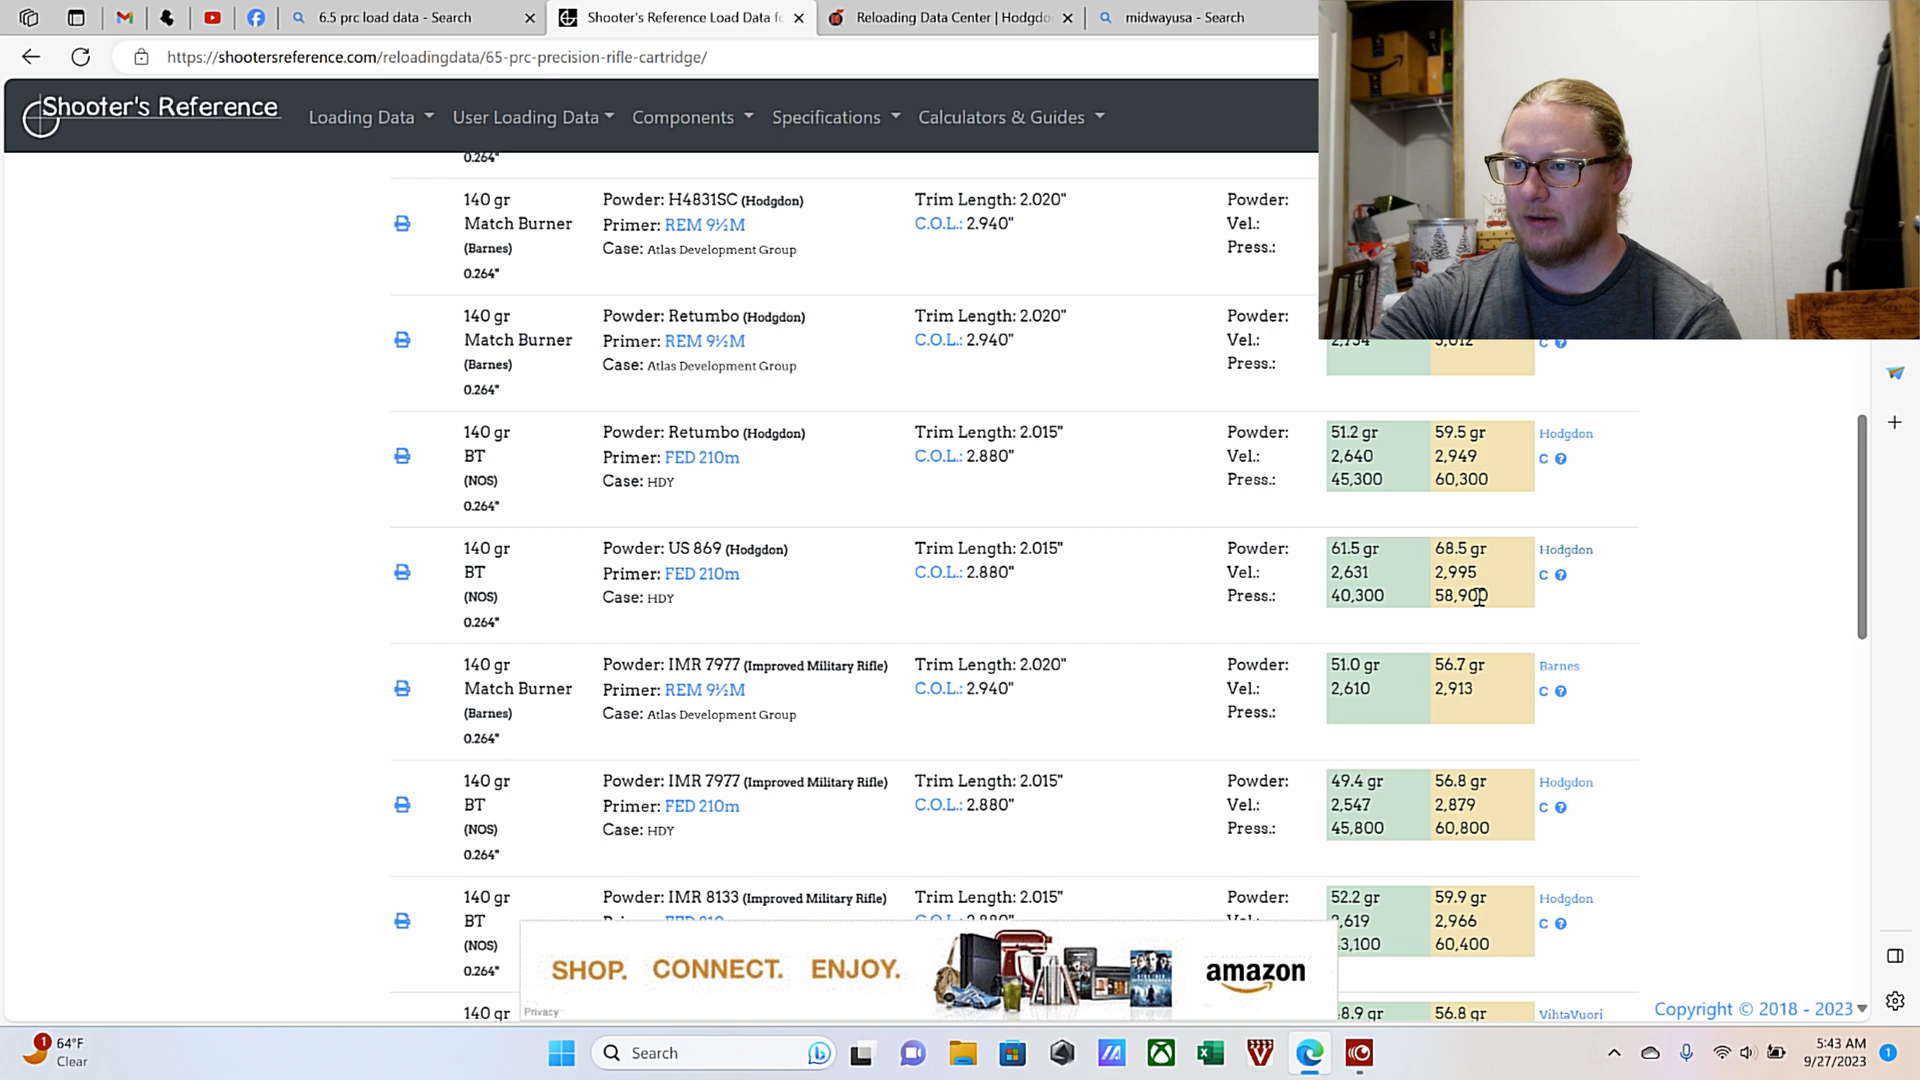 6.5 prc load data - Search
Shooter's Reference Load Data f
Reloading Data Center | Hodgdo
midwayusa - Search
https://shootersreference.com/reloadingdata/65-prc-precision-rifle-cartridge/
Shooter's Reference
Loading Data
User Loading Data
Components
Specifications
Calculators & Guides
0.264"
140 gr Powder: H4831SC (Hodgdon) Trim Length: 2.020" Powder:
Match Burner Primer: REM 9½M C.O.L.: 2.940" Vel.:
(Barnes) Case: Atlas Development Group Press.:
0.264"
140 gr Powder: Retumbo (Hodgdon) Trim Length: 2.020" Powder:
Match Burner Primer: REM 9½M C.O.L.: 2.940" Vel.: 2,754 3,012 C
(Barnes) Case: Atlas Development Group Press.:
0.264"
140 gr Powder: Retumbo (Hodgdon) Trim Length: 2.015" Powder: 51.2 gr 59.5 gr Hodgdon
BT Primer: FED 210m C.O.L.: 2.880" Vel.: 2,640 2,949 C ?
(NOS) Case: HDY Press.: 45,300 60,300
0.264"
140 gr Powder: US 869 (Hodgdon) Trim Length: 2.015" Powder: 61.5 gr 68.5 gr Hodgdon
BT Primer: FED 210m C.O.L.: 2.880" Vel.: 2,631 2,995 C ?
(NOS) Case: HDY Press.: 40,300 58,900
0.264"
140 gr Powder: IMR 7977 (Improved Military Rifle) Trim Length: 2.020" Powder: 51.0 gr 56.7 gr Barnes
Match Burner Primer: REM 9½M C.O.L.: 2.940" Vel.: 2,610 2,913 C ?
(Barnes) Case: Atlas Development Group Press.:
0.264"
140 gr Powder: IMR 7977 (Improved Military Rifle) Trim Length: 2.015" Powder: 49.4 gr 56.8 gr Hodgdon
BT Primer: FED 210m C.O.L.: 2.880" Vel.: 2,547 2,879 C ?
(NOS) Case: HDY Press.: 45,800 60,800
0.264"
140 gr Powder: IMR 8133 (Improved Military Rifle) Trim Length: 2.015" Powder: 52.2 gr 59.9 gr Hodgdon
BT ,619 2,966 C ?
(NOS) 3,100 60,400
0.264"
SHOP. CONNECT. ENJOY. amazon
Privacy
140 gr 8.9 gr 56.8 gr VihtaVuori
Copyright © 2018 - 2023
1
64°F
Clear
Search
5:43 AM
9/27/2023
1